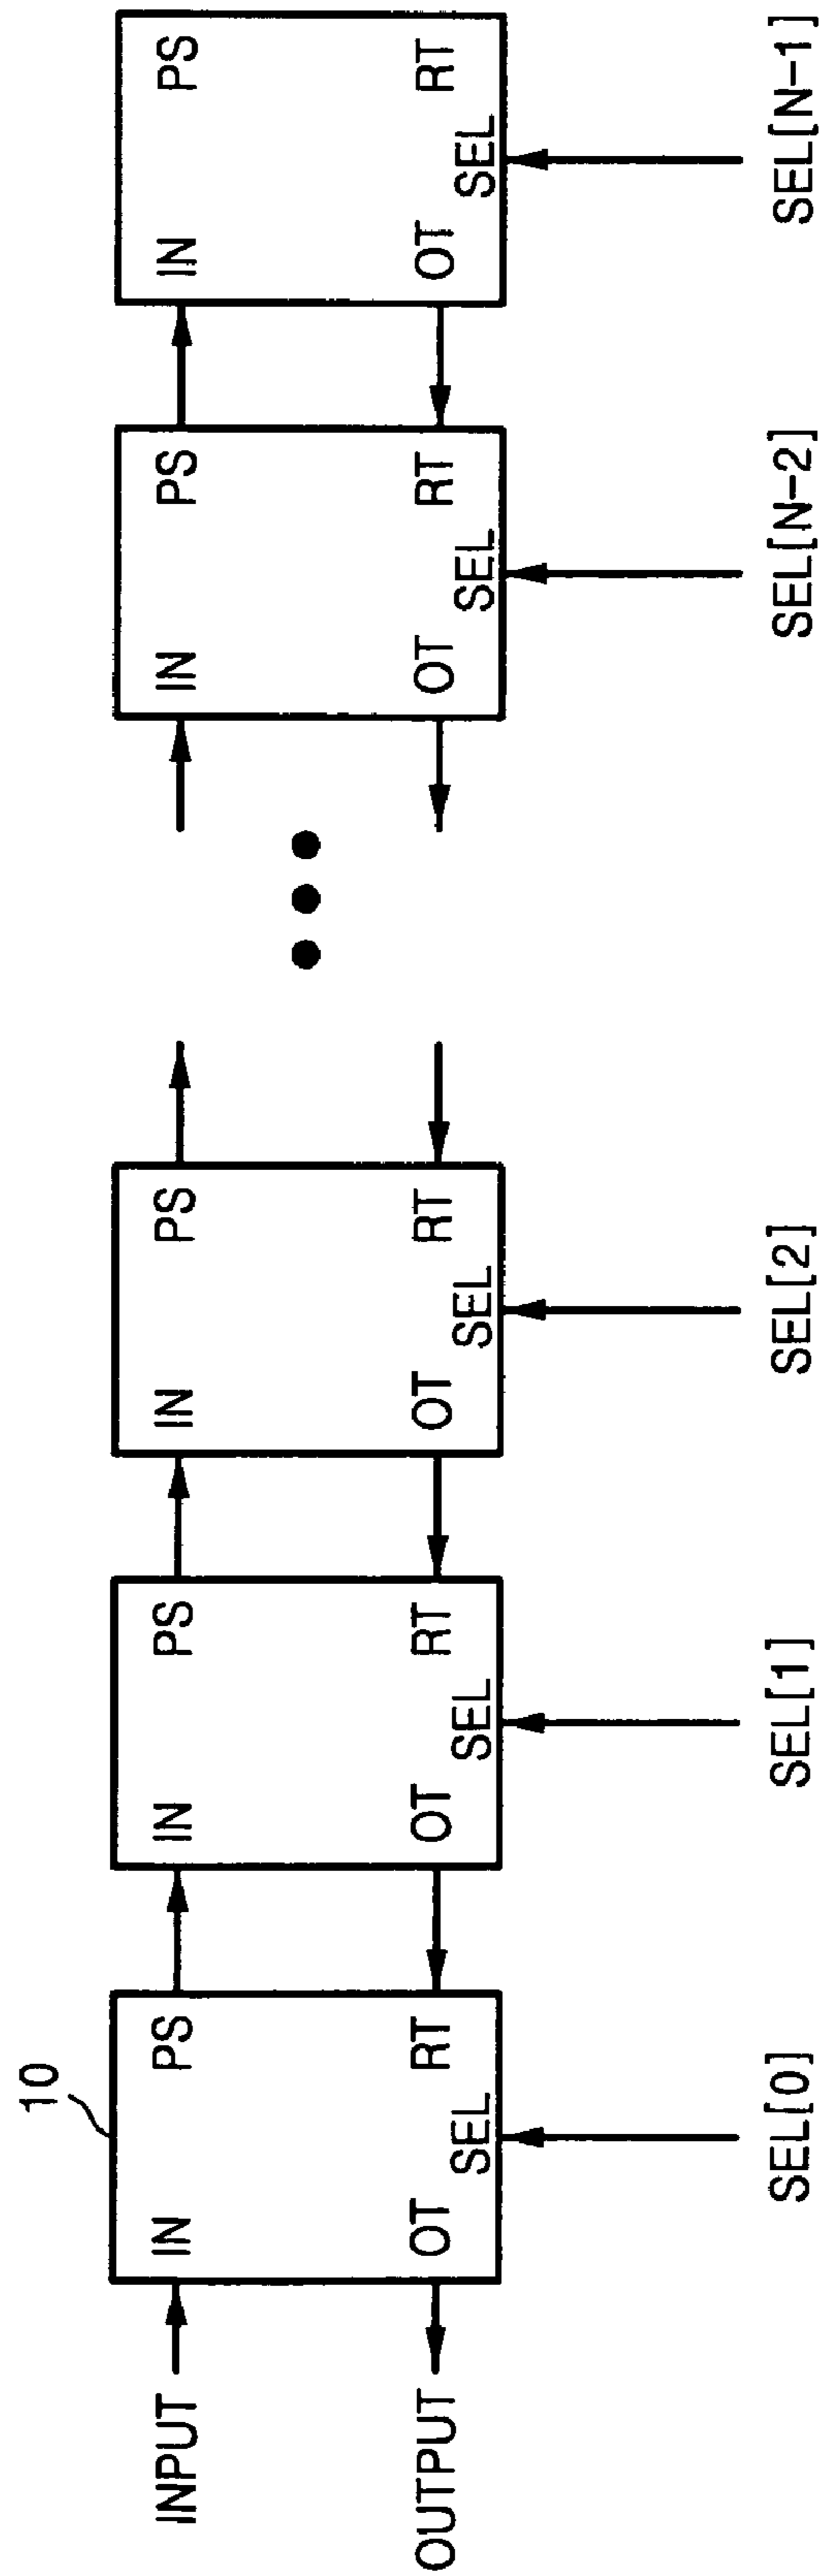 10
INPUT
IN PS
IN PS
IN PS
IN PS
IN PS
OUTPUT
OT RT
OT RT
OT RT
OT RT
OT RT
SEL
SEL
SEL
SEL
SEL
SEL[0]
SEL[1]
SEL[2]
SEL[N-2]
SEL[N-1]